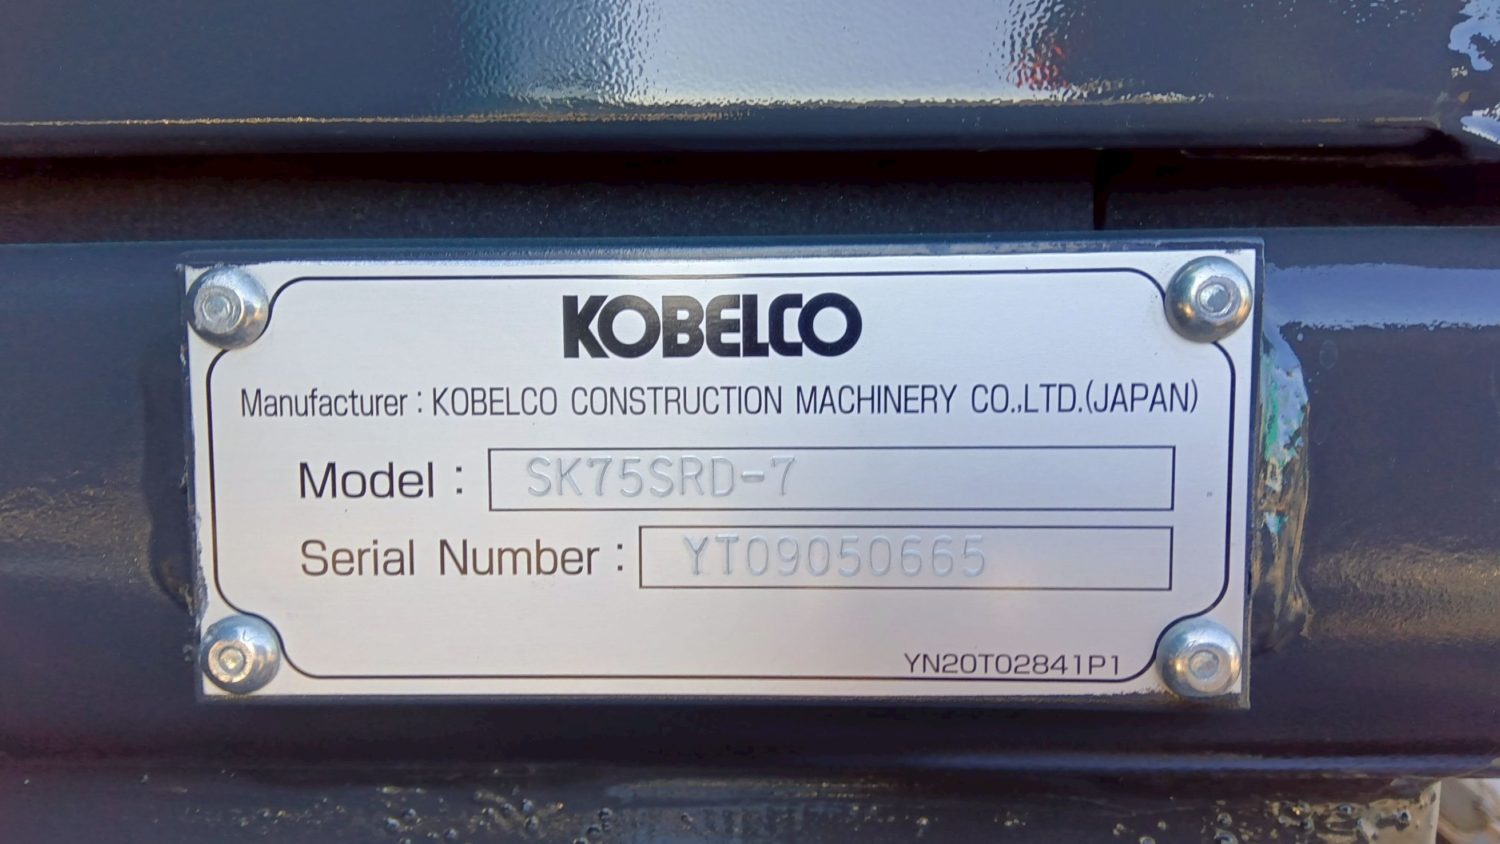 KOBELCO
Manufacturer : KOBELCO CONSTRUCTION MACHINERY CO.,LTD.(JAPAN)
Model : SK75SRD-7
Serial Number : YT09050665
YN20T02841P1